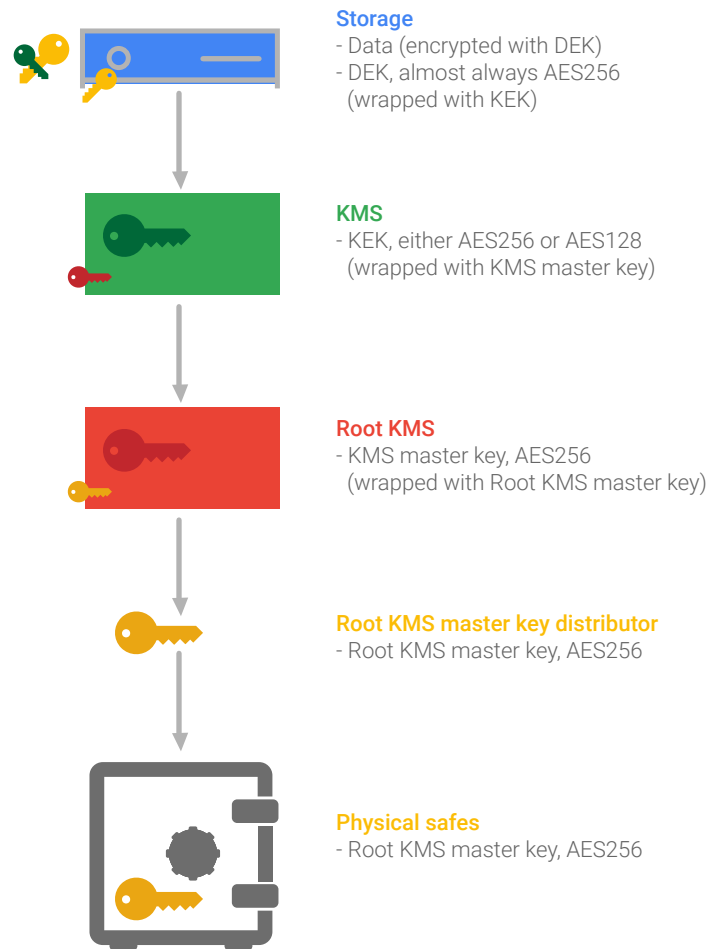 Storage
- Data (encrypted with DEK)
- DEK, almost always AES256
(wrapped with KEK)
KMS
- KEK, either AES256 or AES128
(wrapped with KMS master key)
Root KMS
- KMS master key, AES256
(wrapped with Root KMS master key)
Root KMS master key distributor
- Root KMS master key, AES256
Physical safes
- Root KMS master key, AES256